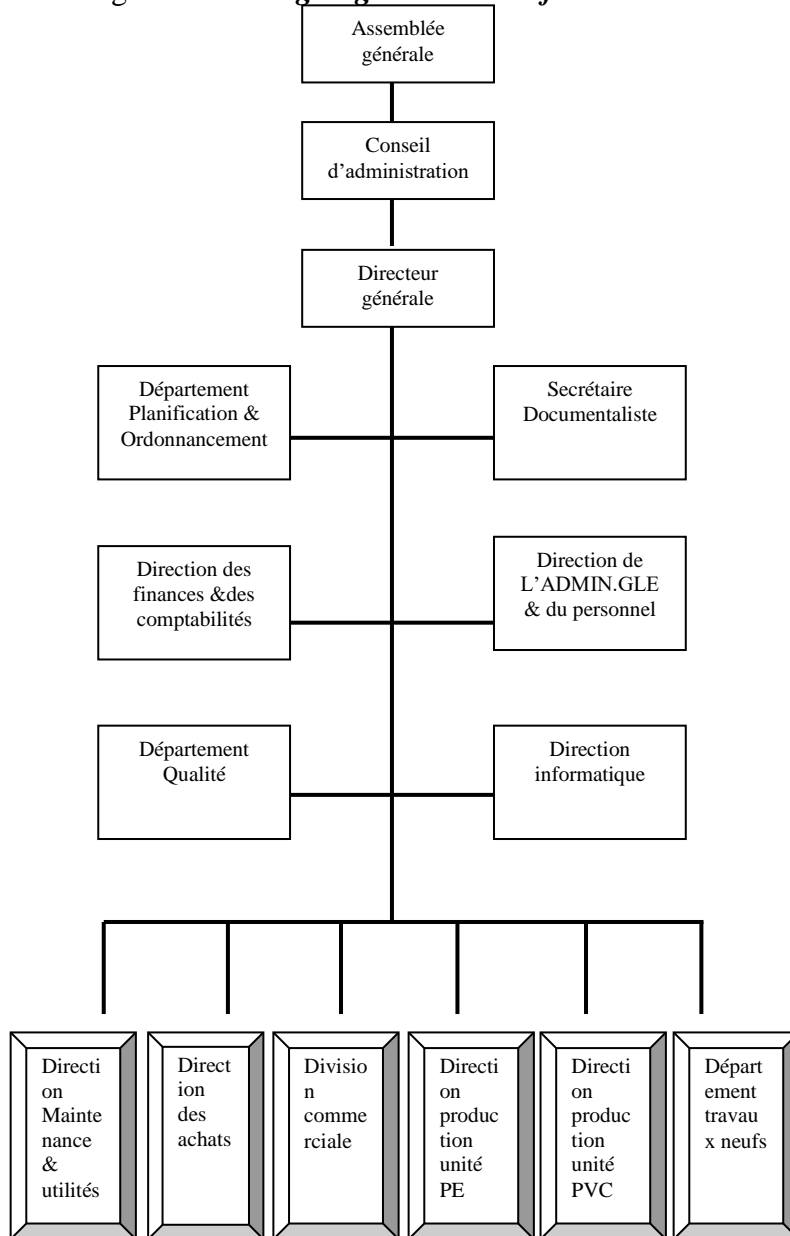 Assemblée
générale
Conseil
d'administration
Directeur
générale
Département
Planification &
Ordonnancement
Secrétaire
Documentaliste
Direction des
finances &des
comptabilités
Direction de
L'ADMIN.GLE
& du personnel
Département
Qualité
Direction
informatique
Directi
on
Mainte
nance
&
utilités
Direct
ion
des
achats
Divisio
n
comme
rciale
Directi
on
produc
tion
unité
PE
Directi
on
produc
tion
unité
PVC
Départ
ement
travau
x neufs